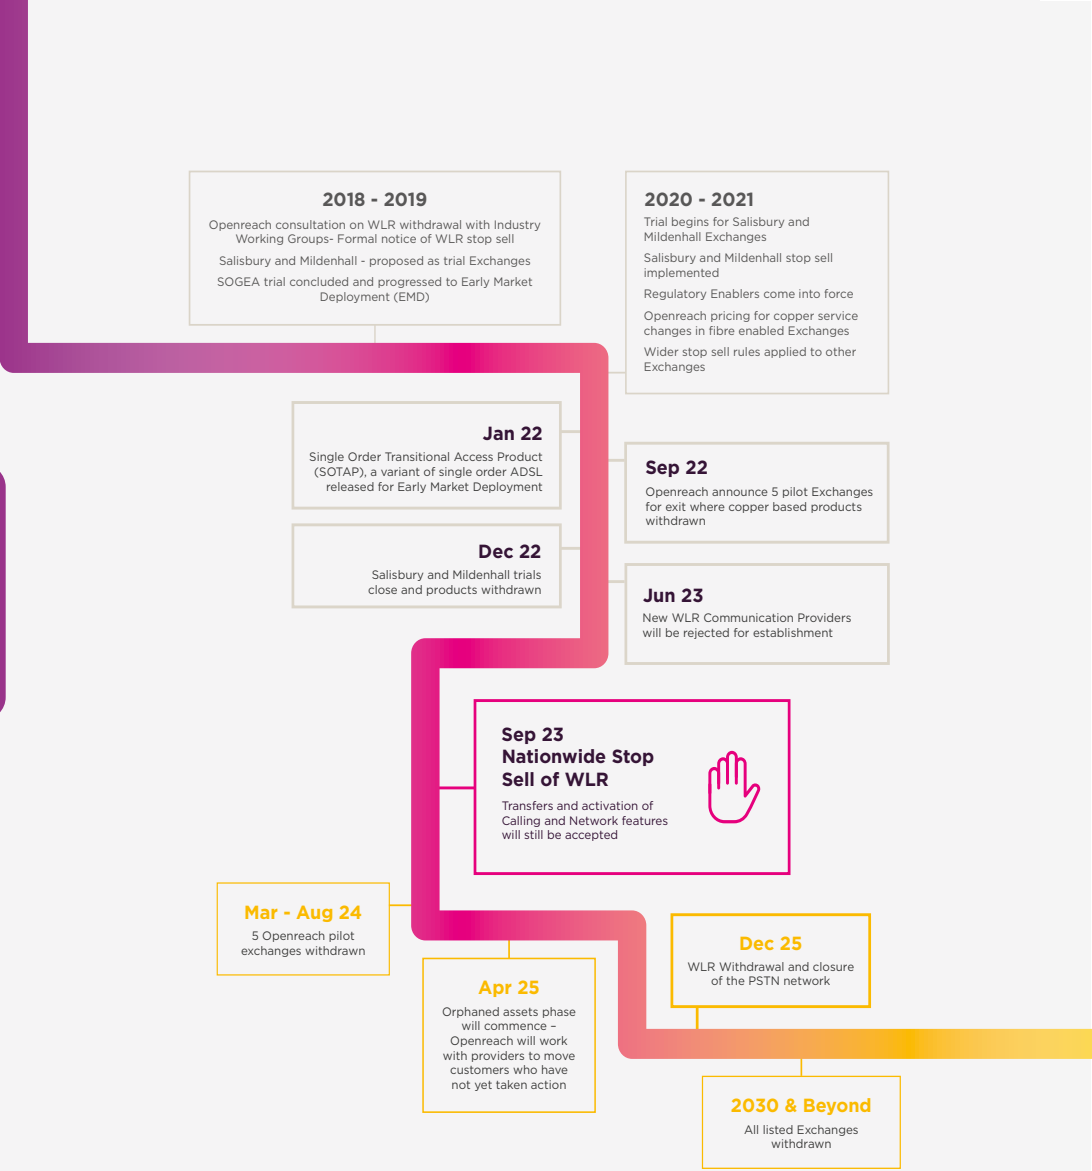 2018 - 2019
Openreach consultation on WLR withdrawal with Industry
Working Groups- Formal notice of WLR stop sell
Salisbury and Mildenhall - proposed as trial Exchanges
SOGEA trial concluded and progressed to Early Market
Deployment (EMD)
2020 - 2021
Trial begins for Salisbury and
Mildenhall Exchanges
Salisbury and Mildenhall stop sell
implemented
Regulatory Enablers come into force
Openreach pricing for copper service
changes in fibre enabled Exchanges
Wider stop sell rules applied to other
Exchanges
Jan 22
Single Order Transitional Access Product
(SOTAP), a variant of single order ADSL
released for Early Market Deployment
Sep 22
Openreach announce 5 pilot Exchanges
for exit where copper based products
withdrawn
Dec 22
Salisbury and Mildenhall trials
close and products withdrawn
Jun 23
New WLR Communication Providers
will be rejected for establishment
Sep 23
Nationwide Stop
Sell of WLR
Transfers and activation of
Calling and Network features
will still be accepted
Mar - Aug 24
5 Openreach pilot
exchanges withdrawn
Apr 25
Orphaned assets phase
will commence –
Openreach will work
with providers to move
customers who have
not yet taken action
Dec 25
WLR Withdrawal and closure
of the PSTN network
2030 & Beyond
All listed Exchanges
withdrawn